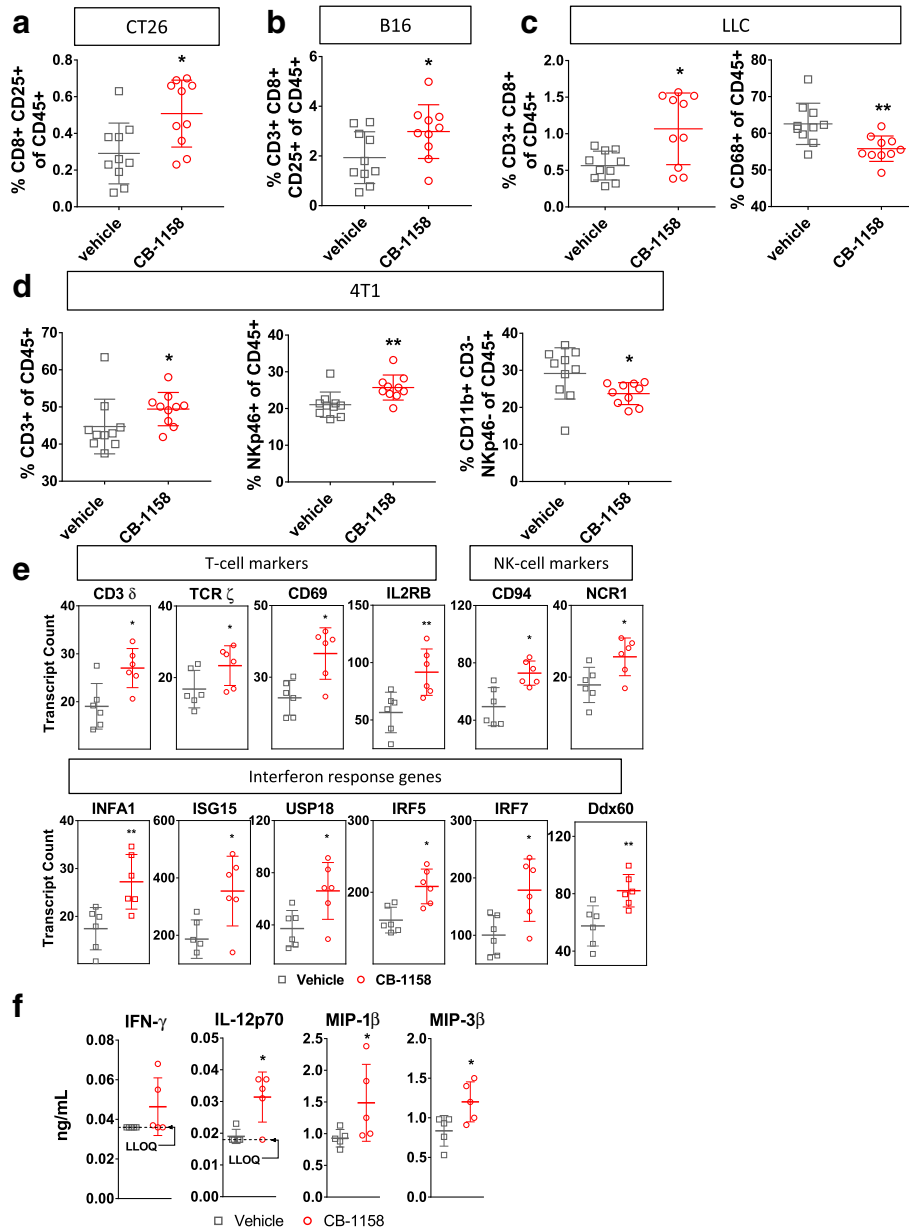 a
CT26
% CD8+ CD25+
of CD45+
0.8
0.6
0.4
0.2
0.0
*
vehicle
CB-1158
b
B16
% CD3+ CD8+
CD25+ of CD45+
6
4
2
0
*
vehicle
CB-1158
c
LLC
% CD3+ CD8+
of CD45+
2.0
1.5
1.0
0.5
0.0
*
vehicle
CB-1158
% CD68+ of CD45+
80
70
60
50
40
**
vehicle
CB-1158
d
4T1
% CD3+ of CD45+
70
60
50
40
30
*
vehicle
CB-1158
% NKp46+ of CD45+
40
30
20
10
0
**
vehicle
CB-1158
% CD11b+ CD3-
NKp46- of CD45+
40
30
20
10
0
*
vehicle
CB-1158
e
T-cell markers
NK-cell markers
CD3 δ
TCR ζ
CD69
IL2RB
CD94
NCR1
Transcript Count
40
30
20
*
40
20
*
50
30
*
150
100
50
**
120
80
40
*
40
20
*
Interferon response genes
INFA1
ISG15
USP18
IRF5
IRF7
Ddx60
Transcript Count
40
30
20
**
600
400
200
*
120
80
40
*
300
200
*
300
200
100
*
120
80
60
**
Vehicle
CB-1158
f
IFN-γ
IL-12p70
MIP-1β
MIP-3β
ng/mL
0.08
0.06
0.04
0.02
0.00
LLOQ
0.05
0.04
0.03
0.02
0.01
0.00
*
LLOQ
2.5
2.0
1.5
1.0
0.5
0.0
*
2.5
2.0
1.5
1.0
0.5
0.0
*
Vehicle
CB-1158